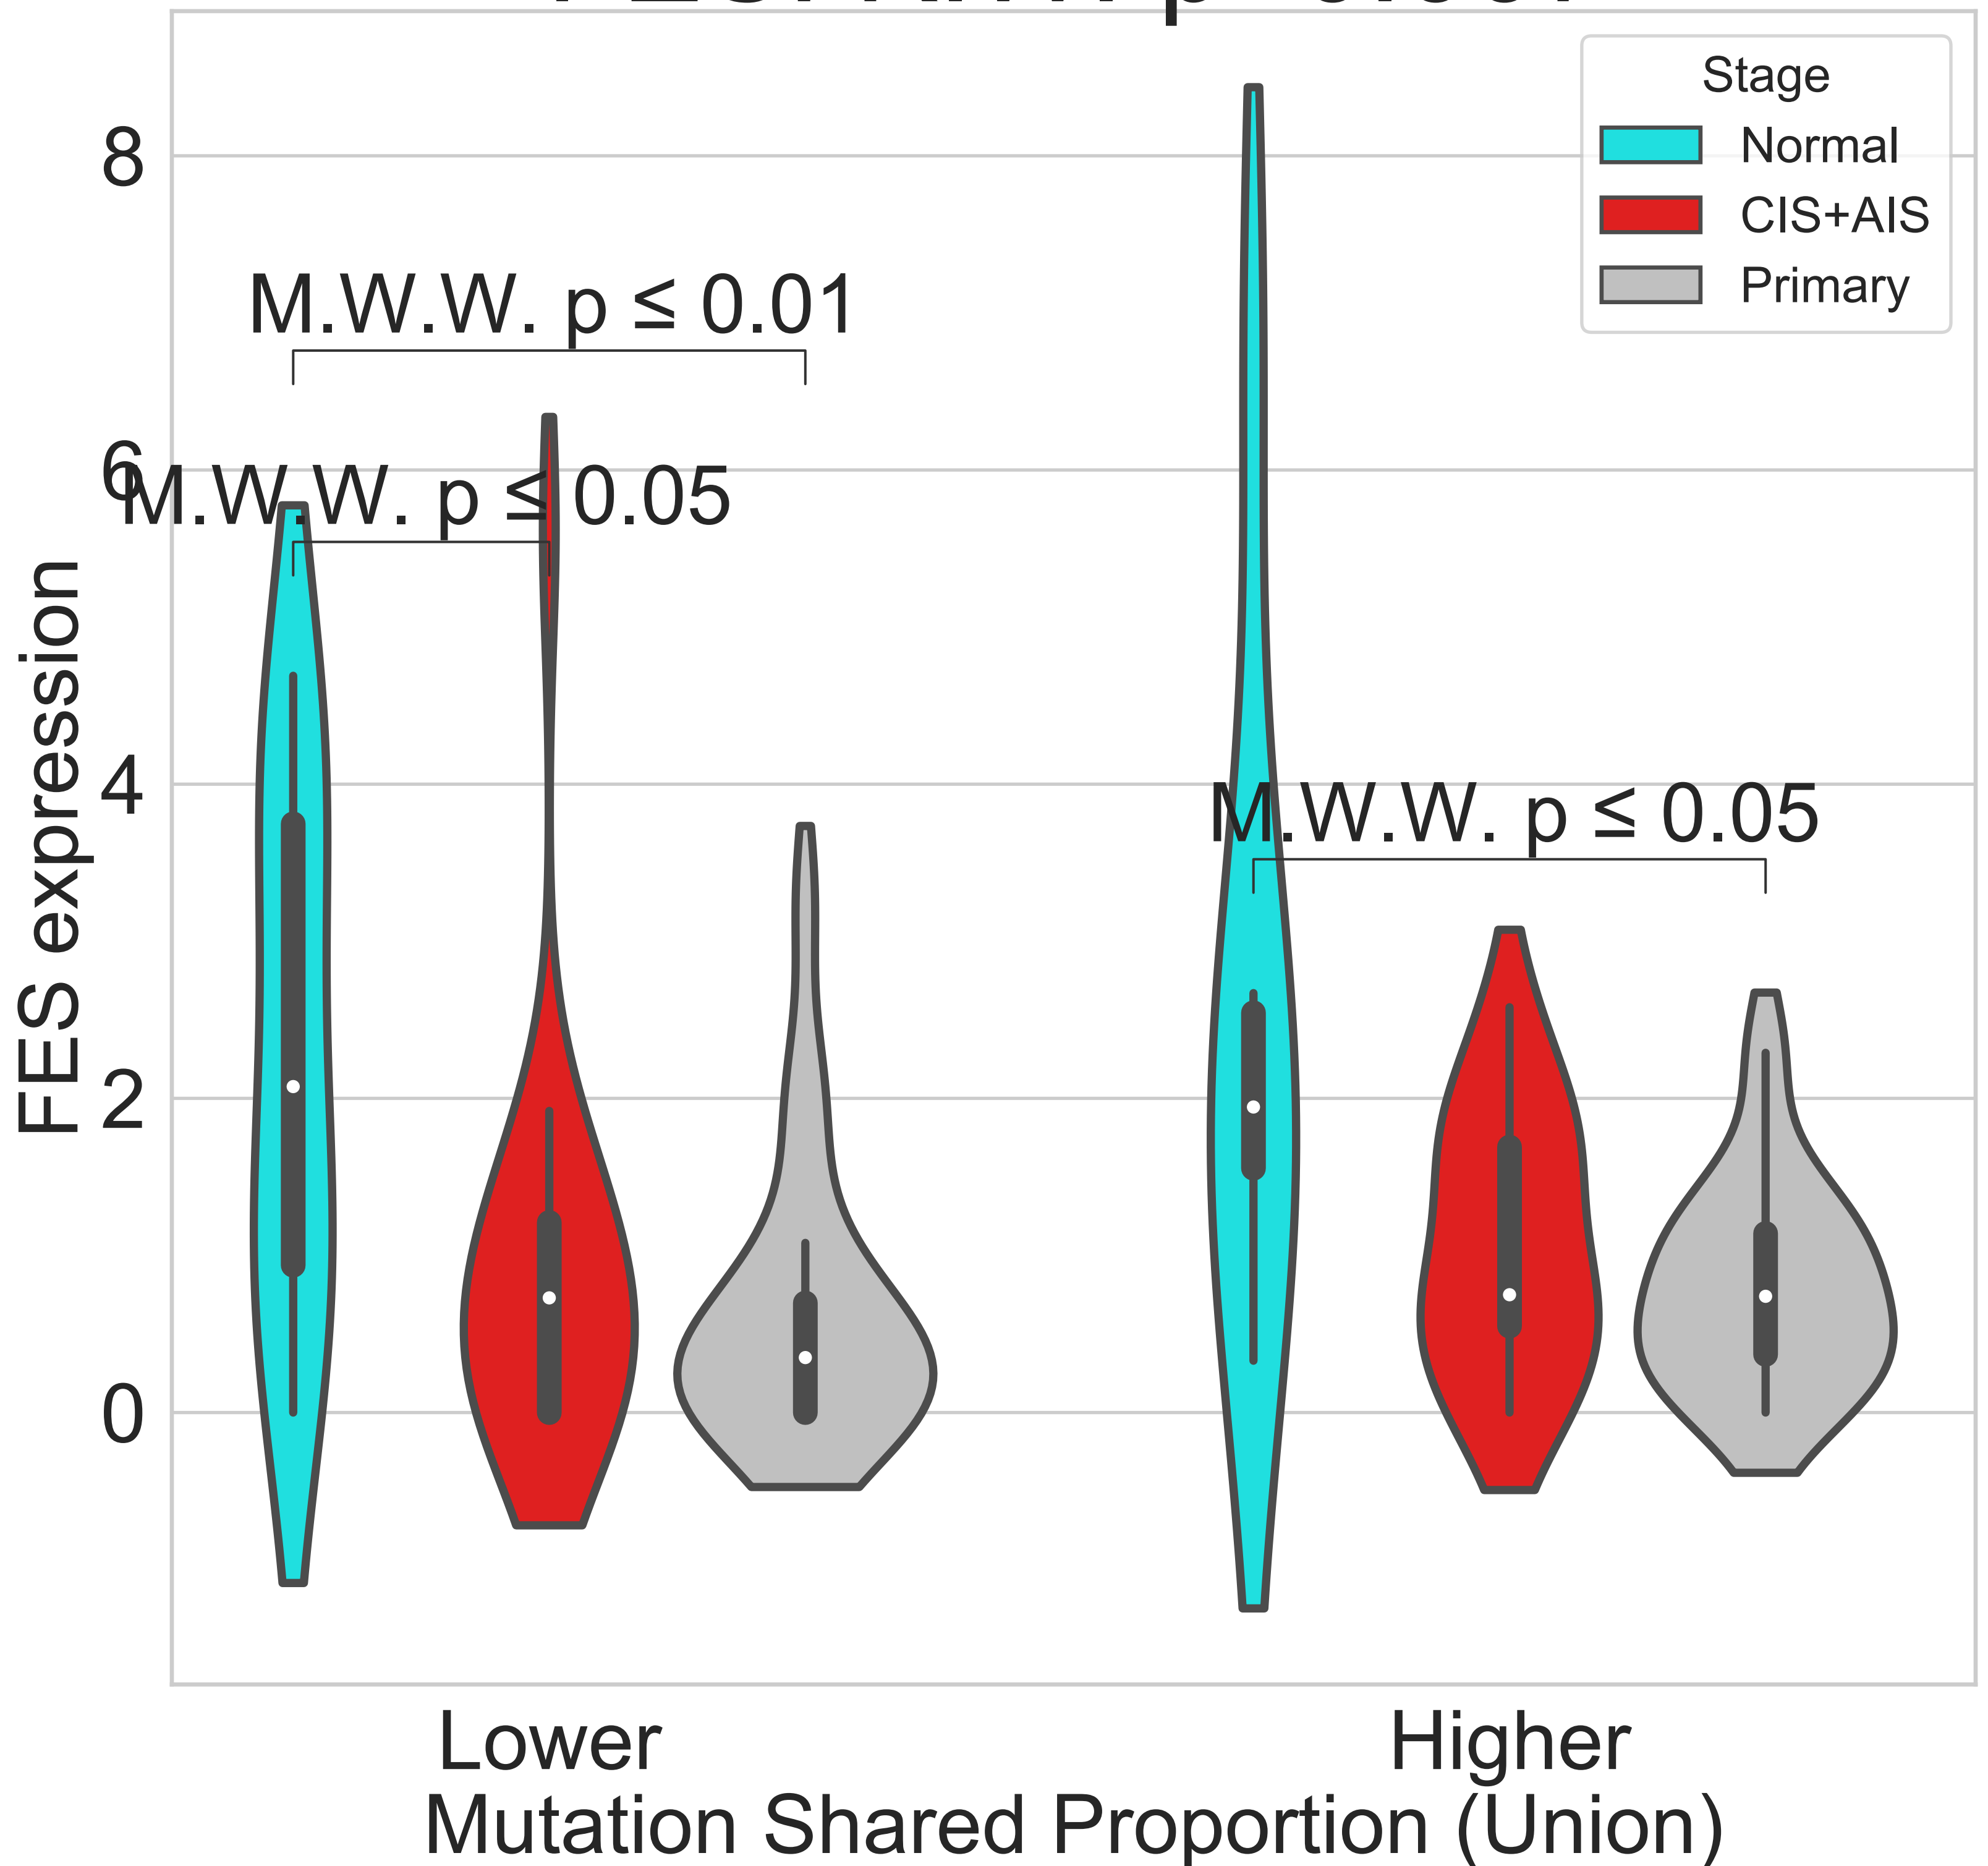 Stage
Normal
CIS+AIS
Primary
8
6
4
2
0
FES expression
M.W.W. p ≤ 0.01
M.W.W. p ≤ 0.05
M.W.W. p ≤ 0.05
Lower
Higher
Mutation Shared Proportion (Union)